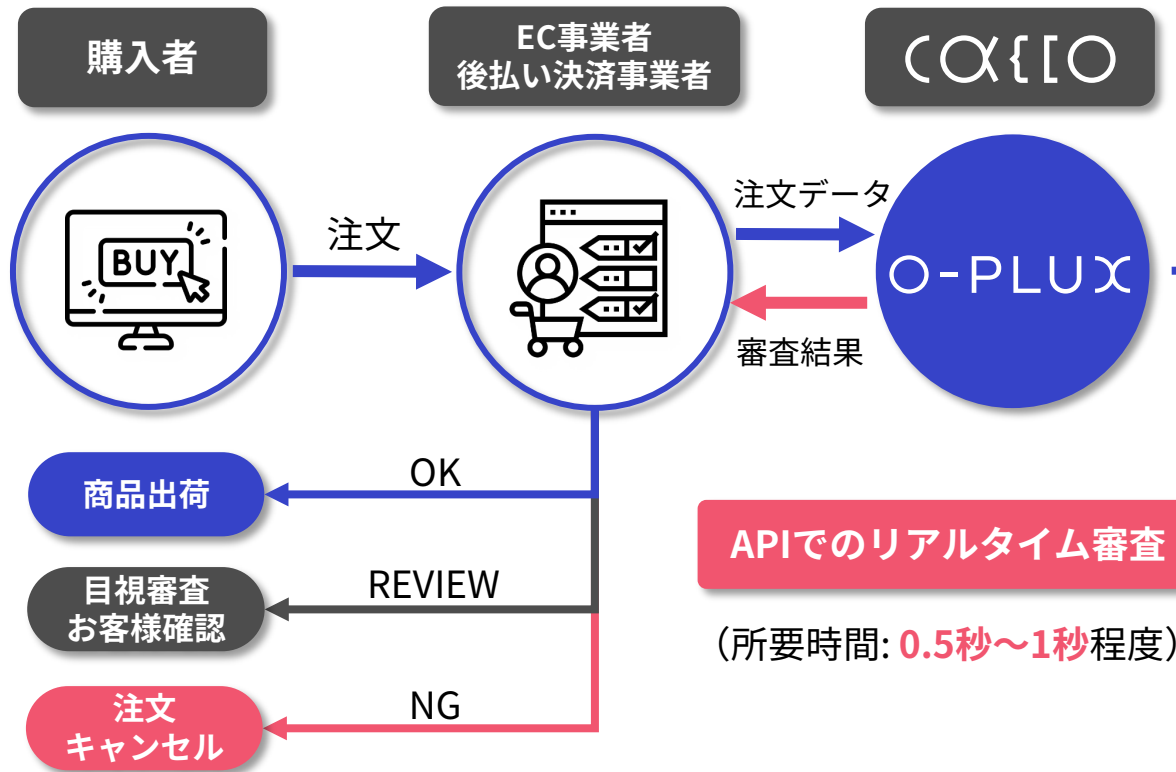 購入者
EC事業者
後払い決済事業者
BUY
注文
注文データ
O-PLUX
審査結果
OK
商品出荷
REVIEW
目視審査
お客様確認
NG
注文
キャンセル
APIでのリアルタイム審査
（所要時間: 0.5秒〜1秒程度）